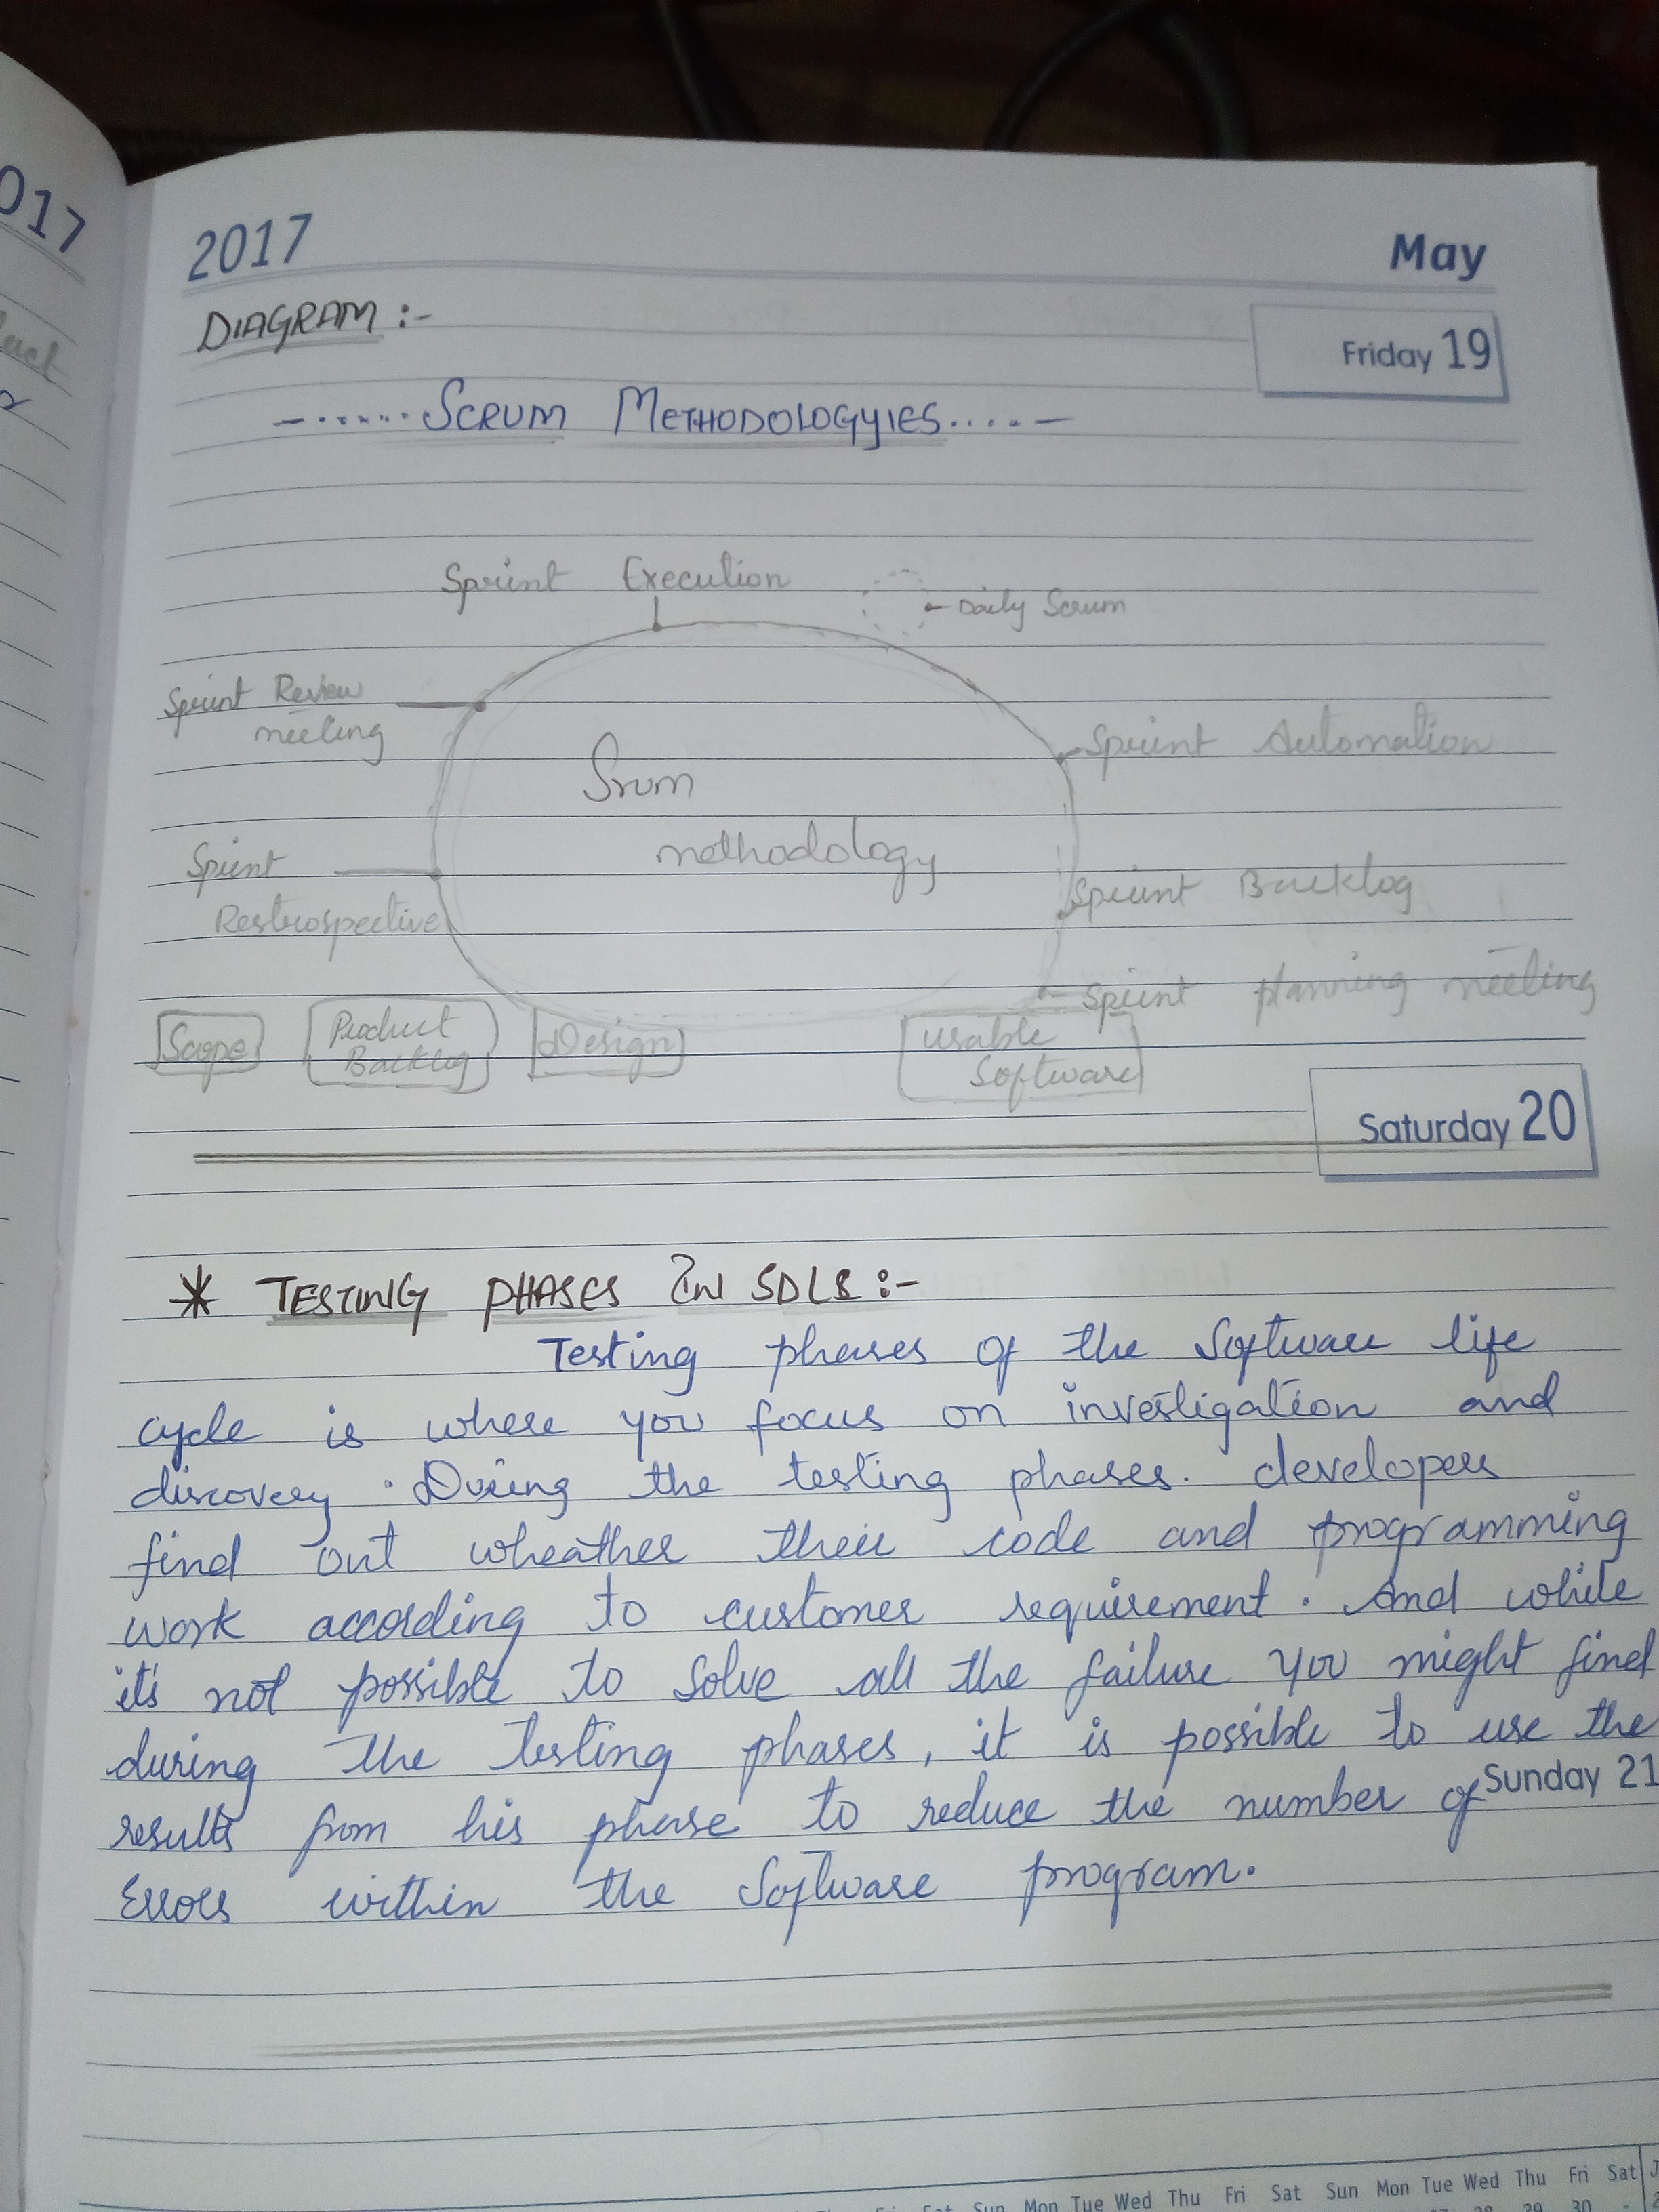 017
2017
May
DIAGRAM :-
Friday 19
-......SCRUM METHODOLOGYIES.....-
Sprint Execution
Daily Scrum
Sprint Review
meeting
Sprint Automation
Srum
methodology
Sprint
Restrospective
Sprint Backlog
Sprint planning meeting
Scope
Product
Backlog
Design
usable
Software
Saturday 20
* TESTING PHASES IN SDLS :-
Testing phases of the Software life
cycle is where you focus on investigation and
discovery . During the testing phases. developers
find out wheather their code and programming
work according to customer requirement . And while
it's not possible to solve all the failure you might find
during the testing phases, it is possible to use the
results from his phase to reduce the number of
Sunday 21
Errors within the Software program.
Sun Mon Tue Wed Thu Fri Sat Sun Mon Tue Wed Thu Fri Sat
29 30